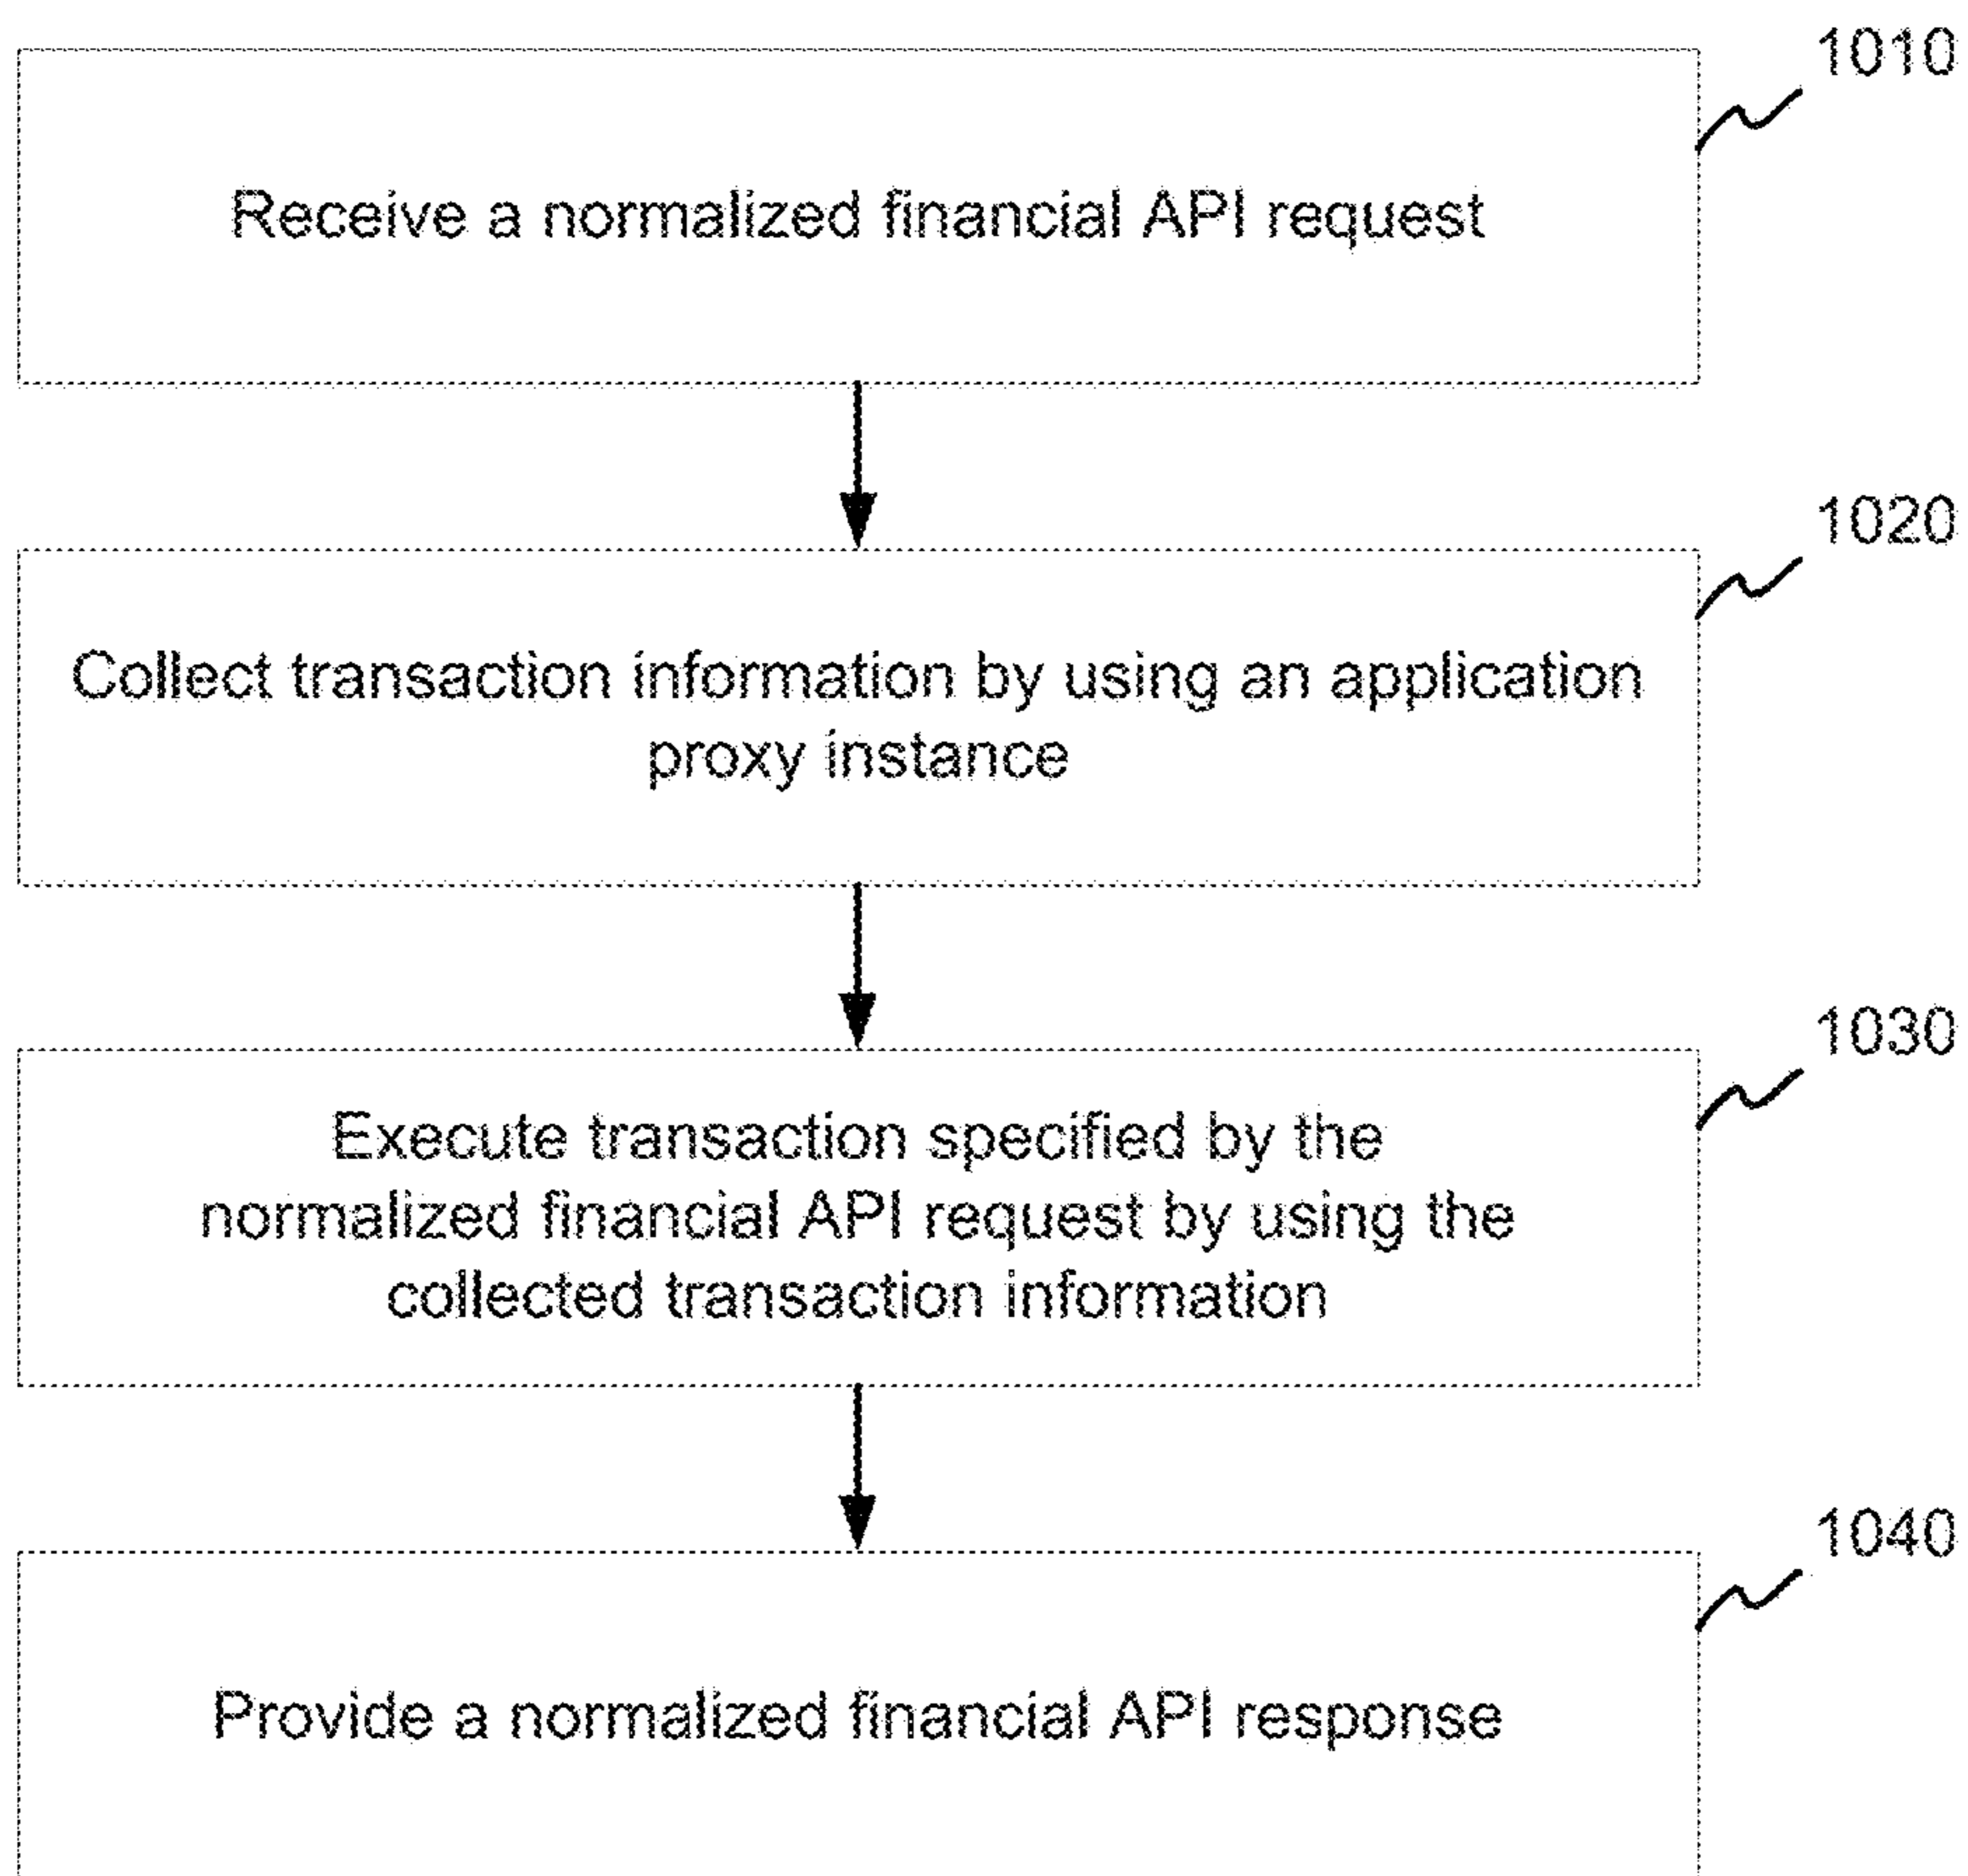 1010
Receive a normalized financial API request
1020
Collect transaction information by using an application
proxy instance
1030
Execute transaction specified by the
normalized financial API request by using the
collected transaction information
1040
Provide a normalized financial API response